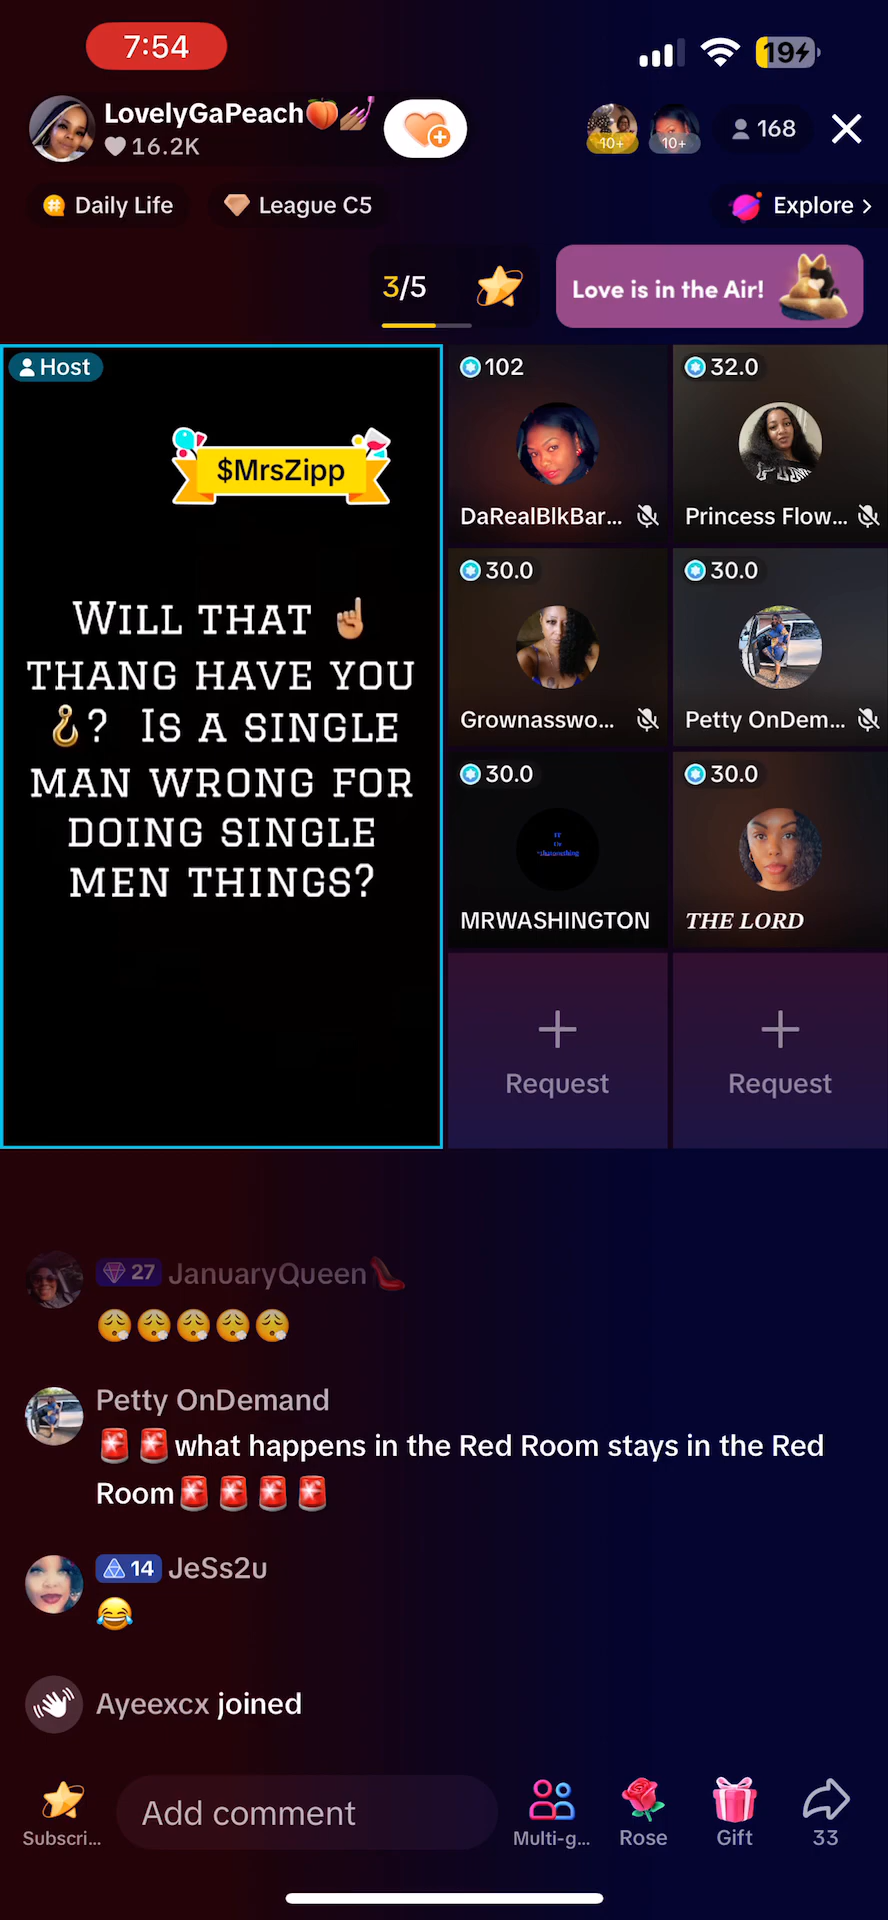 7:54
19
LovelyGaPeach🍑💅🏽
16.2K
10+
10+
168
Daily Life
League C5
Explore >
3/5
Love is in the Air!
Host
$MrsZipp
WILL THAT ☝🏽
THANG HAVE YOU
🪝? IS A SINGLE
MAN WRONG FOR
DOING SINGLE
MEN THINGS?
102
DaRealBlkBar...
32.0
Princess Flow...
30.0
Grownasswo...
30.0
Petty OnDem...
30.0
MRWASHINGTON
30.0
THE LORD
Request
Request
27 JanuaryQueen👠
😮‍💨😮‍💨😮‍💨😮‍💨😮‍💨
Petty OnDemand
🚨🚨what happens in the Red Room stays in the Red
Room🚨🚨🚨🚨
14 JeSs2u
😂
Ayeexcx joined
Subscri...
Add comment
Multi-g...
Rose
Gift
33